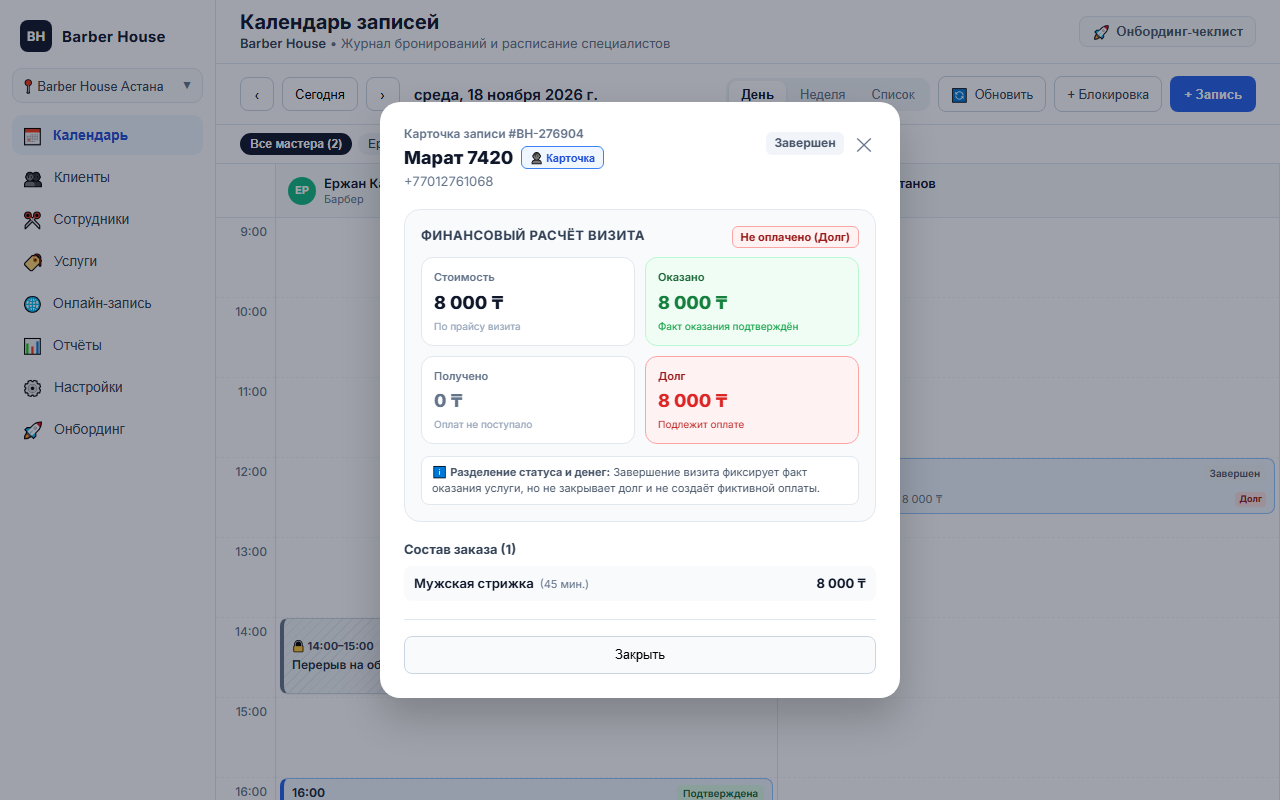 BH Barber House
Barber House Астана
Календарь
Клиенты
Сотрудники
Услуги
Онлайн-запись
Отчёты
Настройки
Онбординг
Календарь записей
Barber House • Журнал бронирований и расписание специалистов
Онбординг-чеклист
‹ Сегодня › среда, 18 ноября 2026 г.
День Неделя Список
Обновить
+ Блокировка
+ Запись
Все мастера (2)
ЕР
Барбер
9:00
10:00
11:00
12:00
13:00
14:00
15:00
16:00
14:00–15:00
Перерыв на
16:00
Подтверждена
Завершен
8 000 ₸
Долг
Карточка записи #BH-276904
Завершен
Марат 7420
Карточка
+77012761068
ФИНАНСОВЫЙ РАСЧЁТ ВИЗИТА
Не оплачено (Долг)
Стоимость
8 000 ₸
По прайсу визита
Оказано
8 000 ₸
Факт оказания подтверждён
Получено
0 ₸
Оплат не поступало
Долг
8 000 ₸
Подлежит оплате
Разделение статуса и денег: Завершение визита фиксирует факт
оказания услуги, но не закрывает долг и не создаёт фиктивной оплаты.
Состав заказа (1)
Мужская стрижка (45 мин.) 8 000 ₸
Закрыть